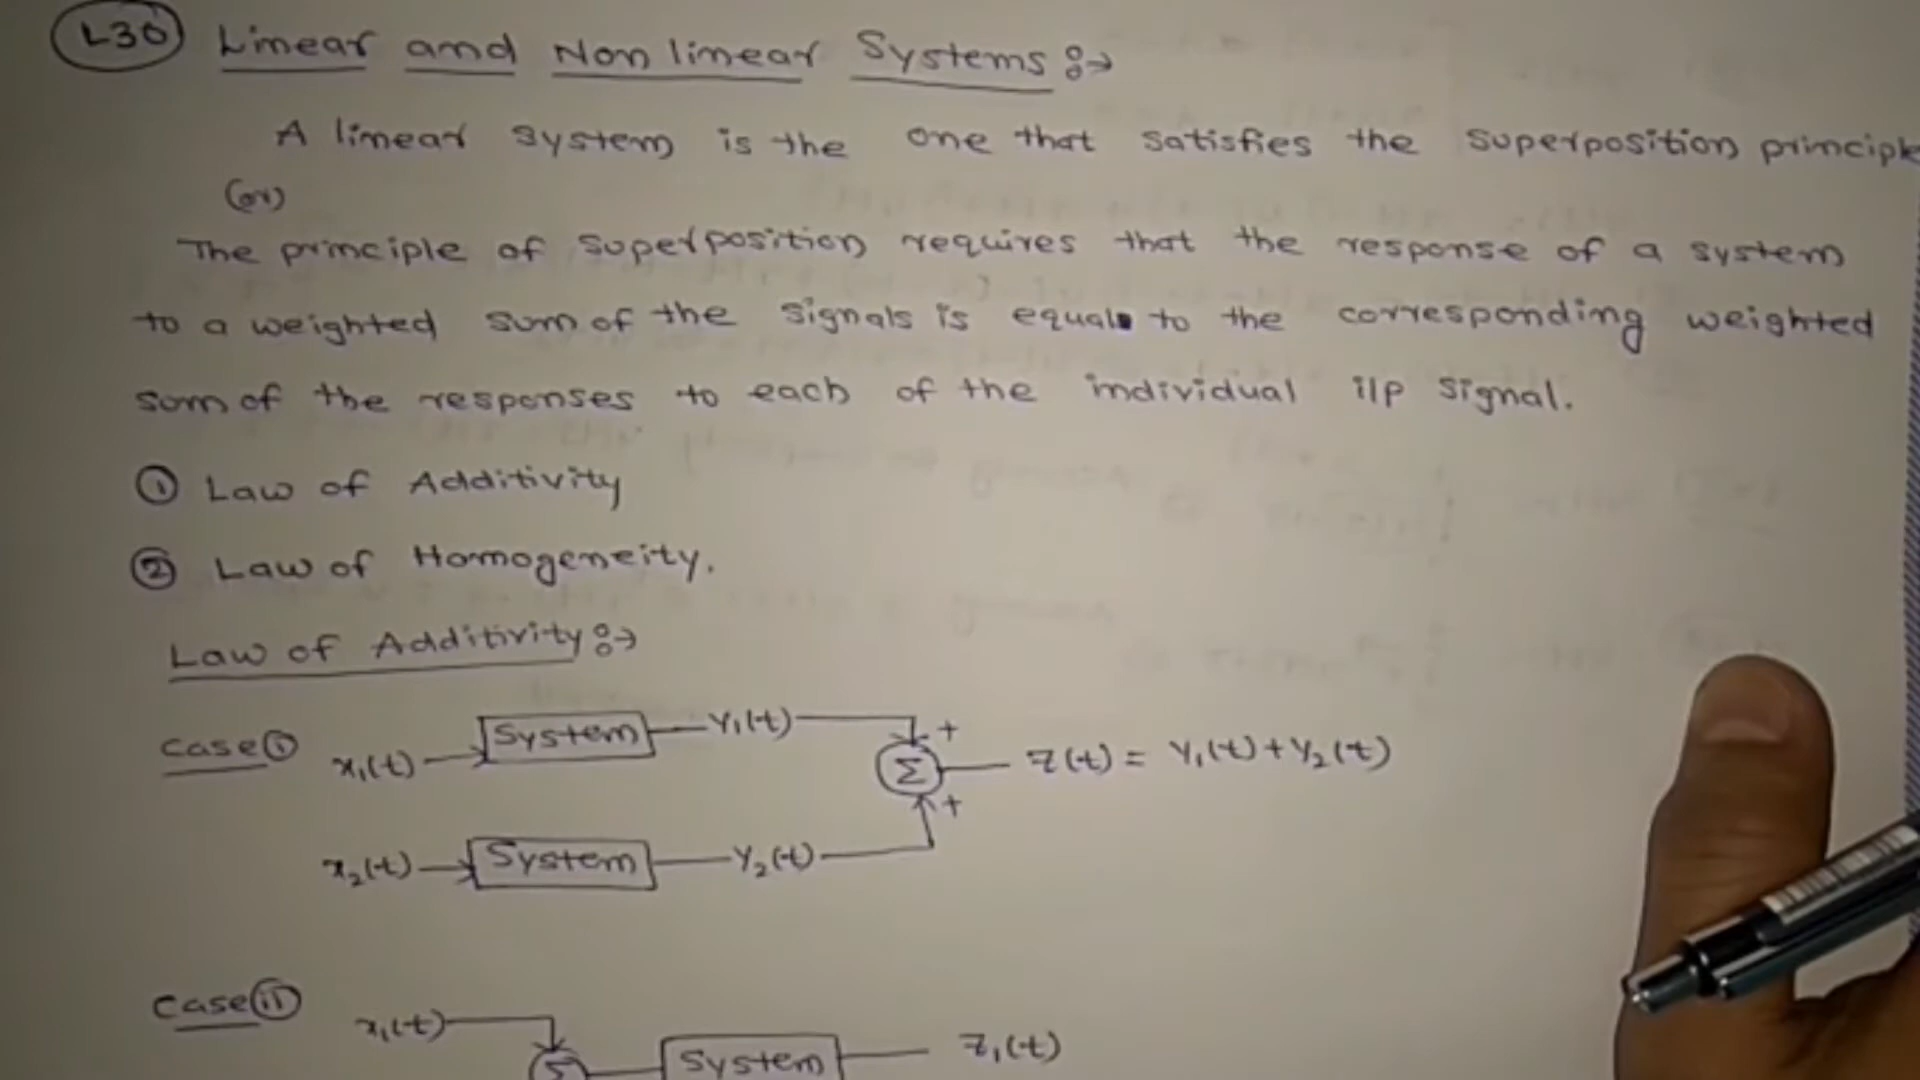 L30 Linear and Non linear Systems :→
A linear system is the one that satisfies the superposition principle
(or)
The principle of superposition requires that the response of a system
to a weighted sum of the signals is equal to the corresponding weighted
sum of the responses to each of the individual i/p signal.
① Law of Additivity
② Law of Homogeneity.
Law of Additivity :→
case ⓘ x₁(t) System y₁(t) +
Σ z(t) = y₁(t) + y₂(t)
+
x₂(t) System y₂(t)
case ⓘⓘ x₁(t)
Σ System z₁(t)